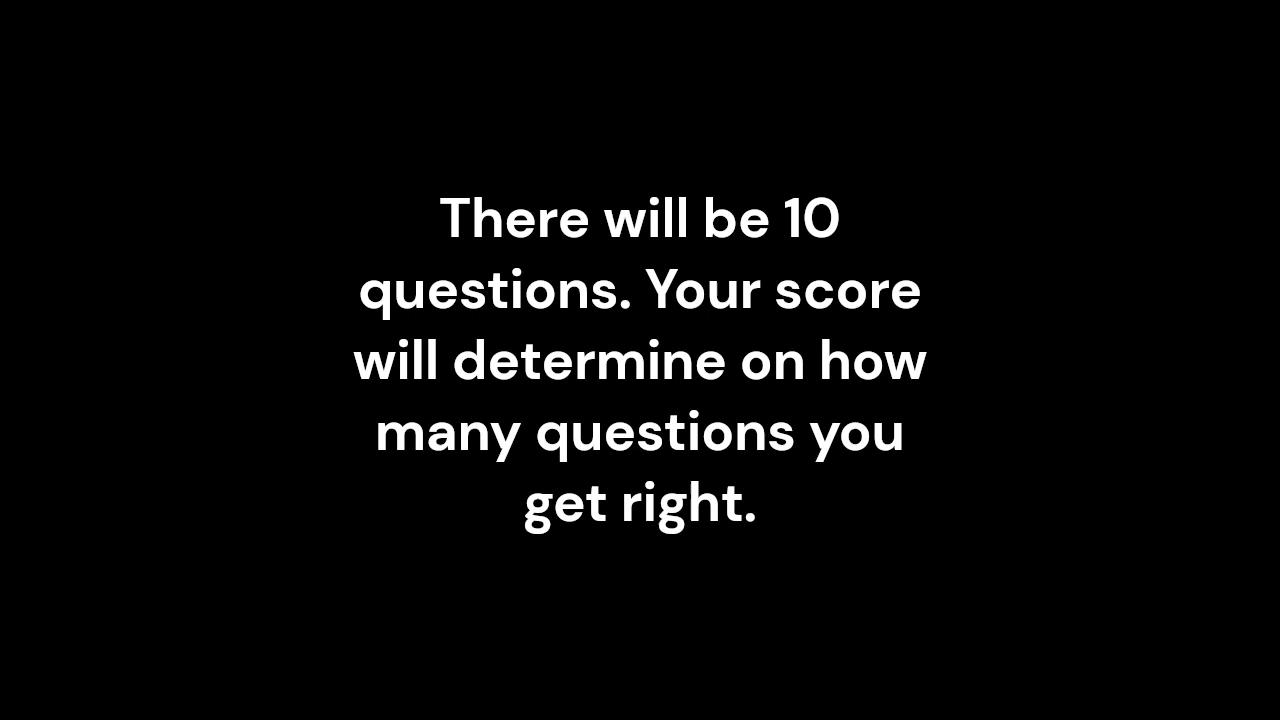 There will be 10
questions. Your score
will determine on how
many questions you
get right.